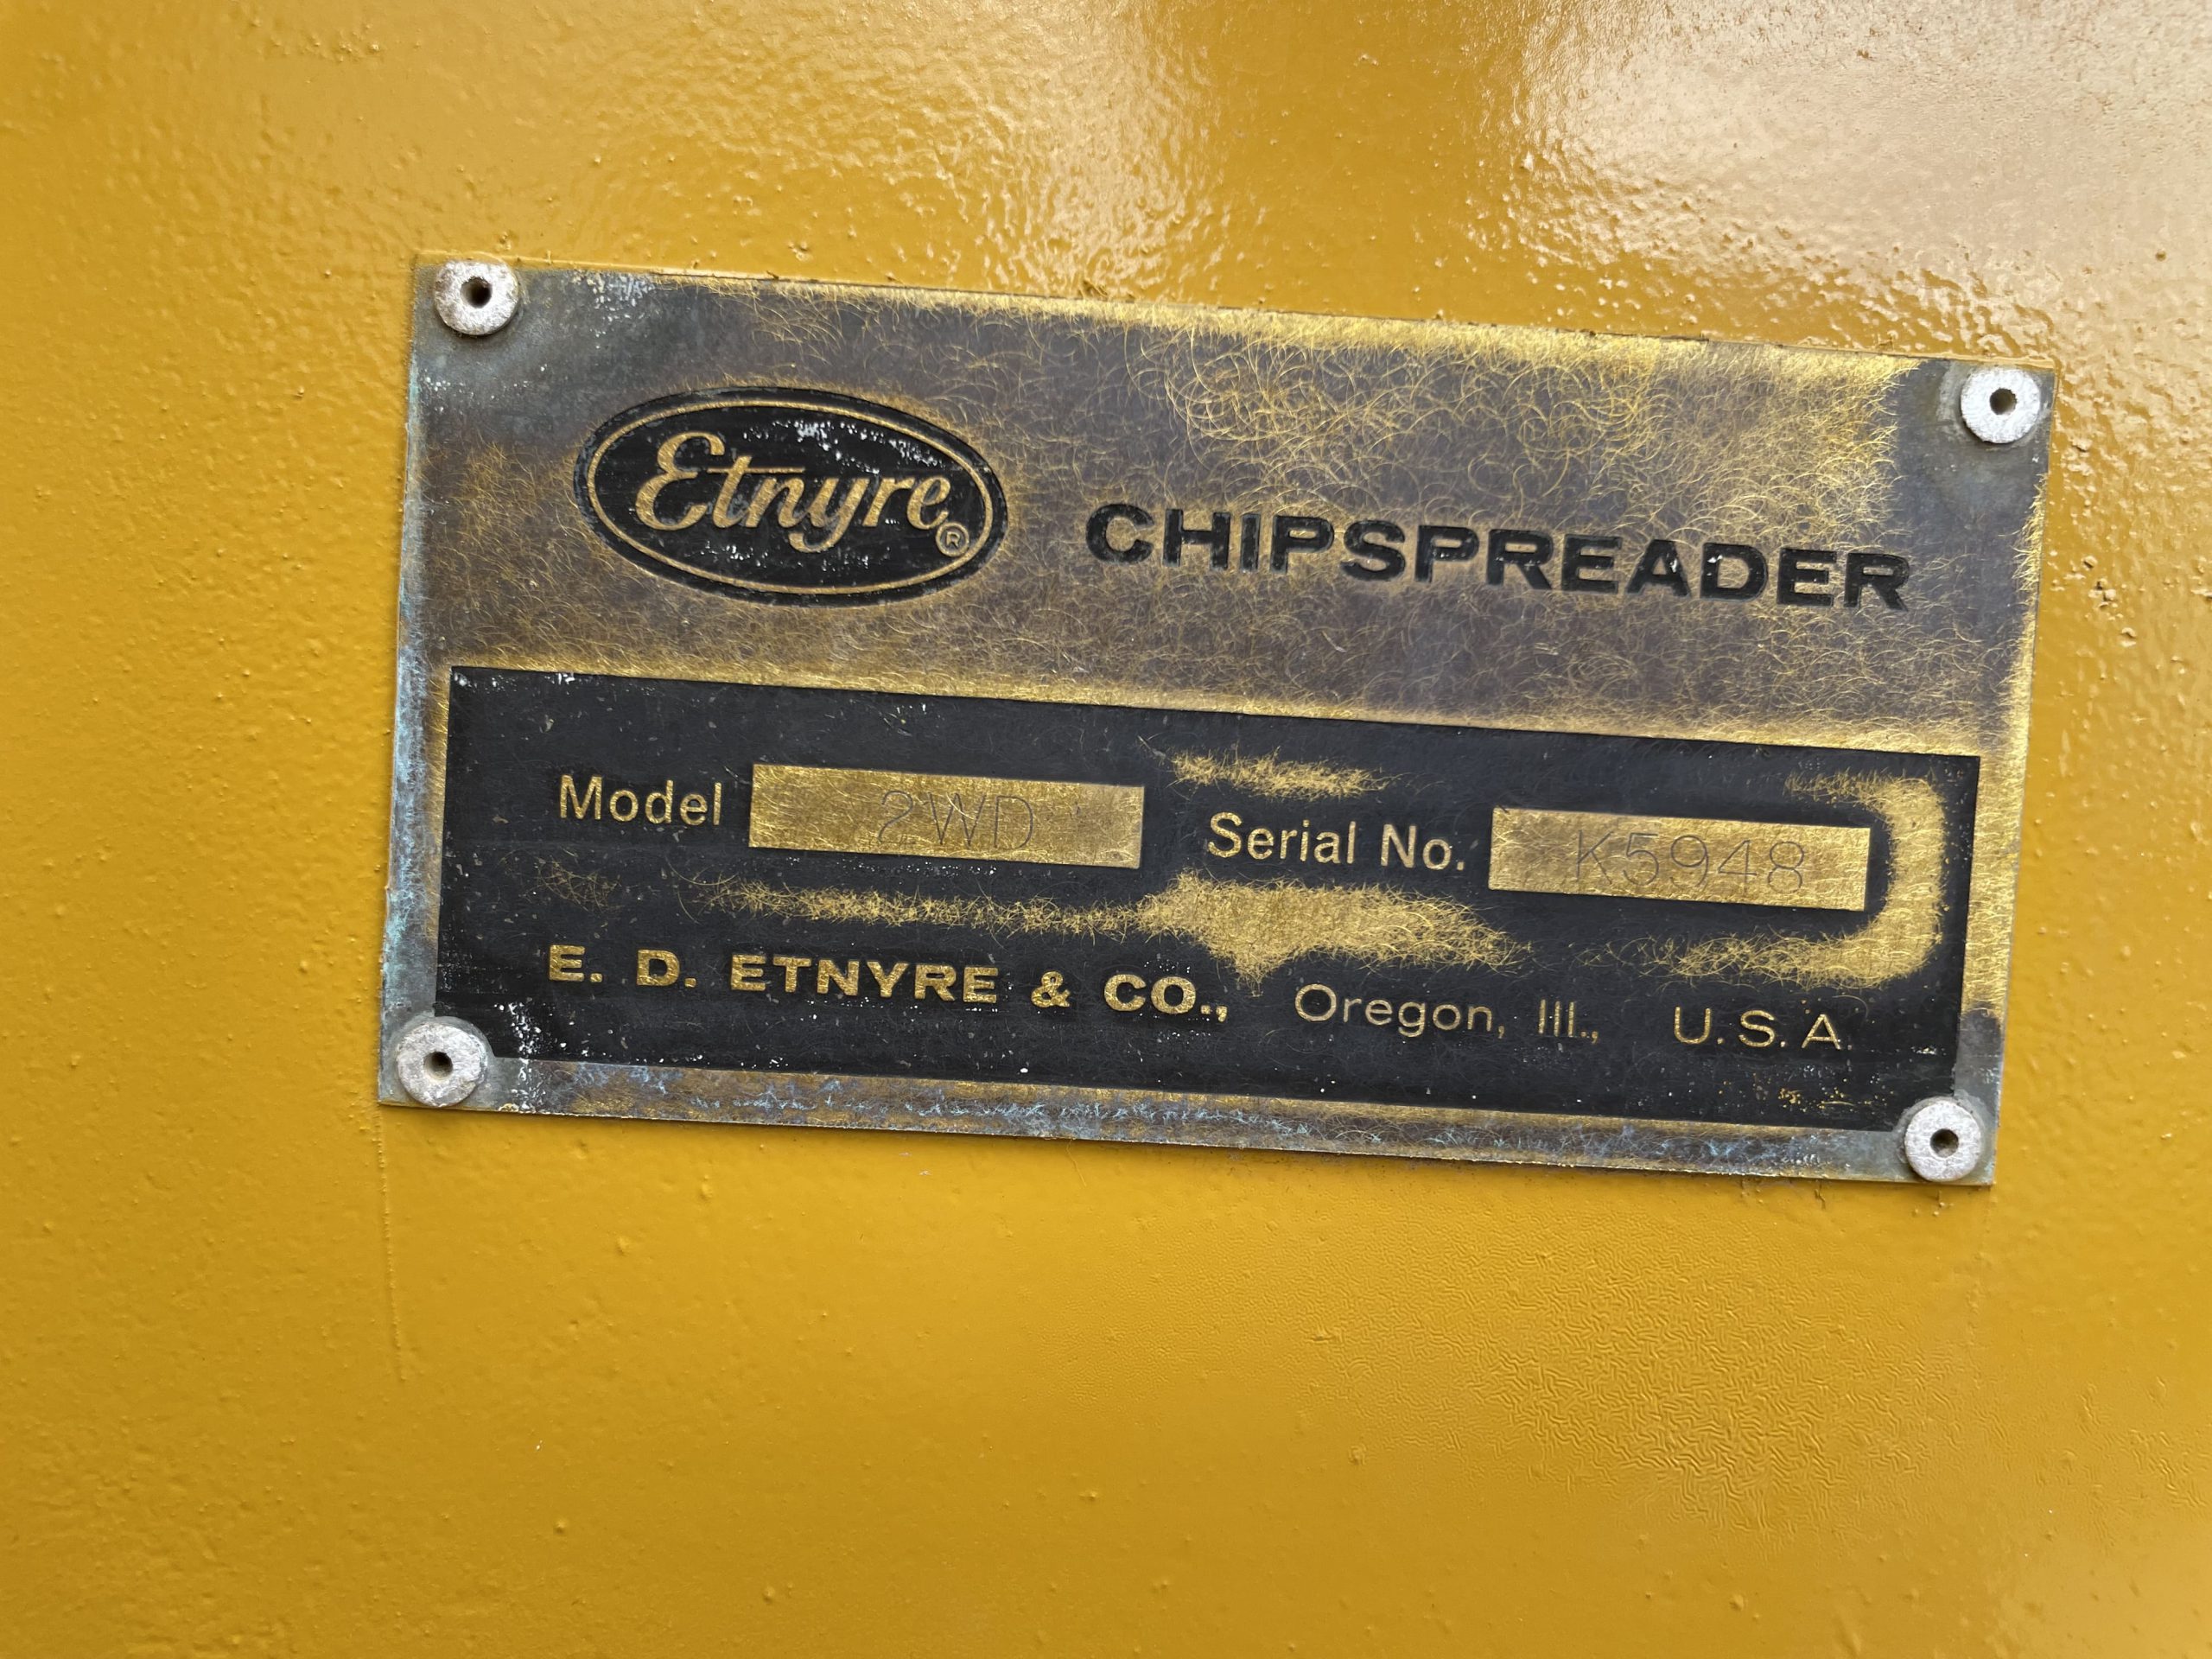 Etnyre® CHIPSPREADER
Model 2WD Serial No. K5948
E. D. ETNYRE & CO., Oregon, Ill., U.S.A.